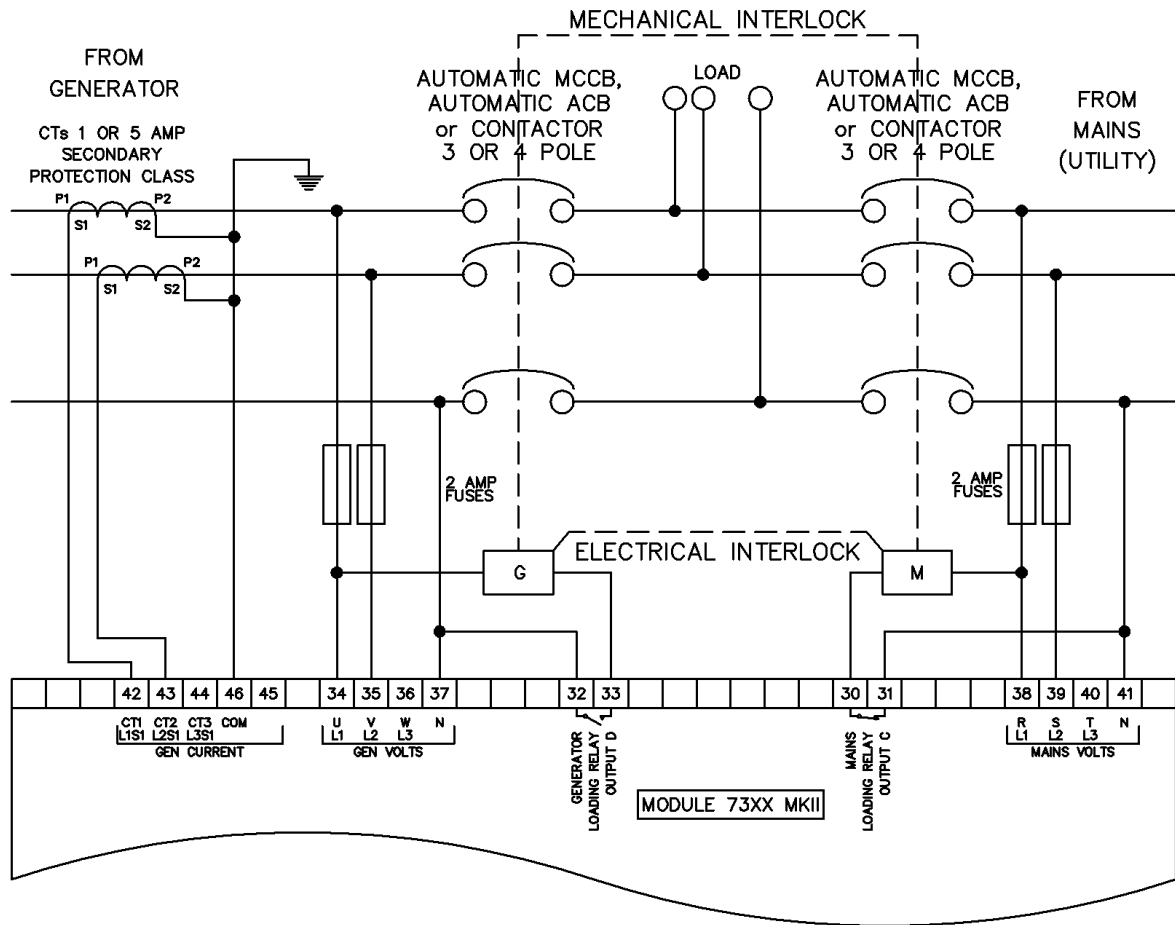 MECHANICAL INTERLOCK
FROM
GENERATOR
CTs 1 OR 5 AMP
SECONDARY
PROTECTION CLASS
AUTOMATIC MCCB,
AUTOMATIC ACB
or CONTACTOR
3 OR 4 POLE
LOAD
AUTOMATIC MCCB,
AUTOMATIC ACB
or CONTACTOR
3 OR 4 POLE
FROM
MAINS
(UTILITY)
P1 P2
S1 S2
P1 P2
S1 S2
2 AMP
FUSES
2 AMP
FUSES
ELECTRICAL INTERLOCK
G
M
42 43 44 46 45 34 35 36 37 32 33 30 31 38 39 40 41
CT1 CT2 CT3 COM
L1S1 L2S1 L3S1
GEN CURRENT
U V W N
L1 L2 L3
GEN VOLTS
GENERATOR
LOADING RELAY
OUTPUT D
MAINS
LOADING RELAY
OUTPUT C
R S T N
L1 L2 L3
MAINS VOLTS
MODULE 73XX MKII